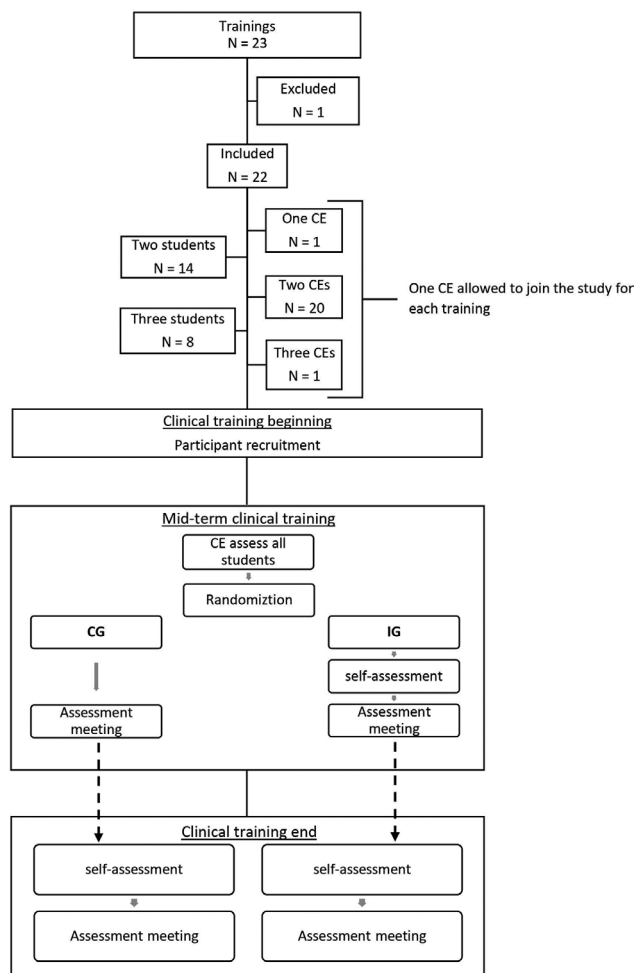 Trainings
N = 23
Excluded
N = 1
Included
N = 22
One CE
N = 1
Two students
N = 14
Two CEs
N = 20
One CE allowed to join the study for
each training
Three students
N = 8
Three CEs
N = 1
Clinical training beginning
Participant recruitment
Mid-term clinical training
CE assess all
students
Randomiztion
CG
IG
self-assessment
Assessment
meeting
Assessment
meeting
Clinical training end
self-assessment
self-assessment
Assessment meeting
Assessment meeting